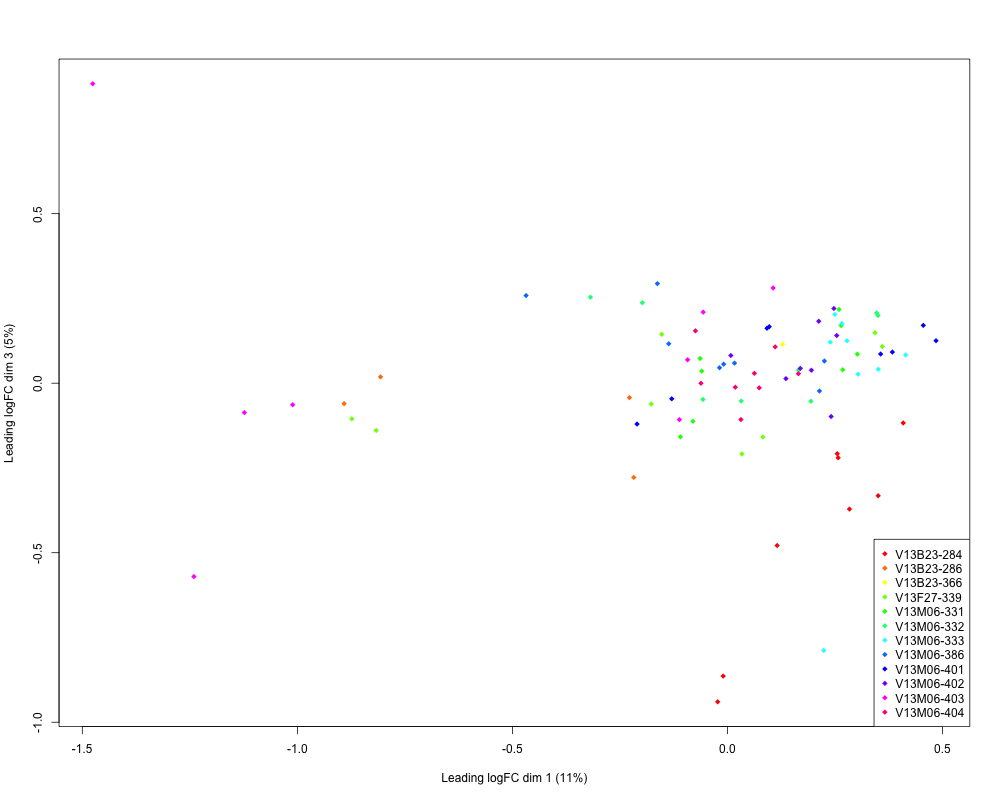 0.5
0.0
-0.5
-1.0
Leading logFC dim 3 (5%)
V13B23-284
V13B23-286
V13B23-366
V13F27-339
V13M06-331
V13M06-332
V13M06-333
V13M06-386
V13M06-401
V13M06-402
V13M06-403
V13M06-404
-1.5 -1.0 -0.5 0.0 0.5
Leading logFC dim 1 (11%)